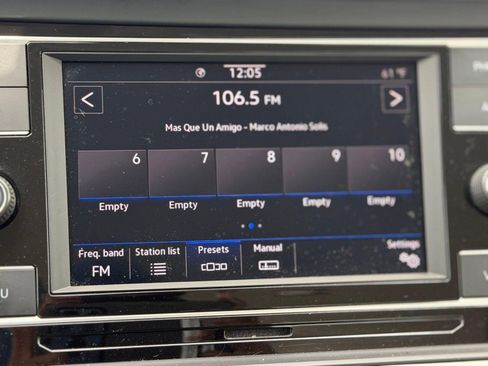 12:05 61°F
PH
< 106.5 FM >
A
Mas Que Un Amigo - Marco Antonio Solis
6 7 8 9 10
Empty Empty Empty Empty Empty
Freq. band Station list Presets Manual Settings
FM
U V